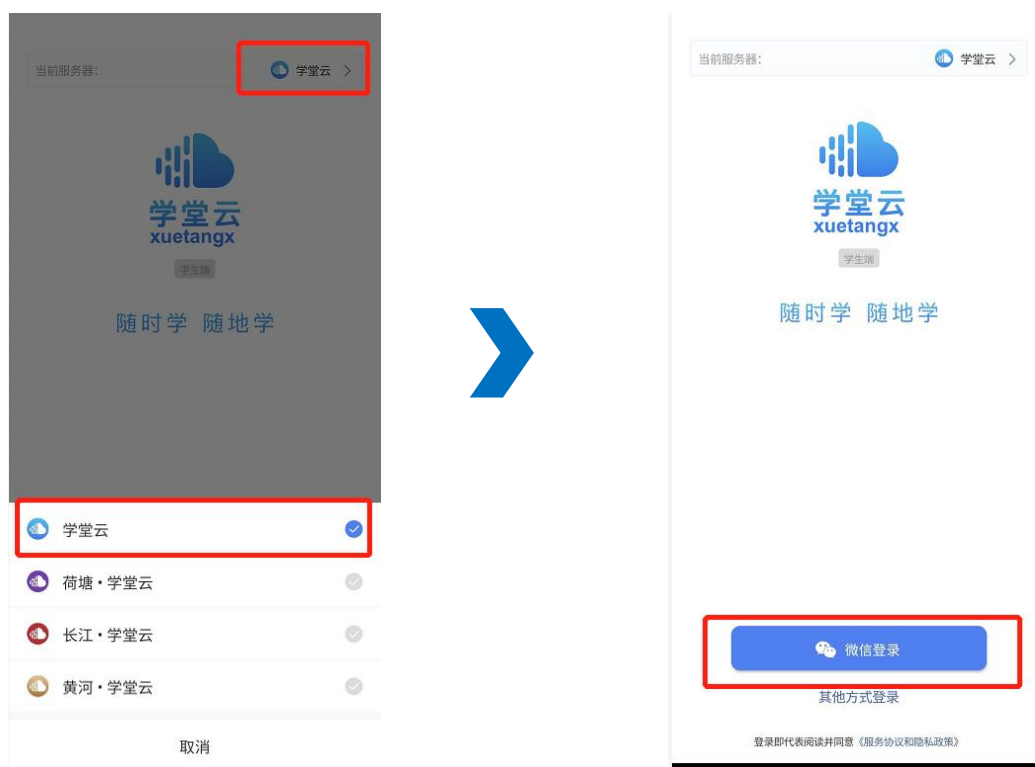 当前服务器：
学堂云
学堂云
xuetangx
学生端
随时学 随地学
学堂云
荷塘·学堂云
长江·学堂云
黄河·学堂云
取消
当前服务器：
学堂云
学堂云
xuetangx
学生端
随时学 随地学
微信登录
其他方式登录
登录即代表阅读并同意《服务协议和隐私政策》